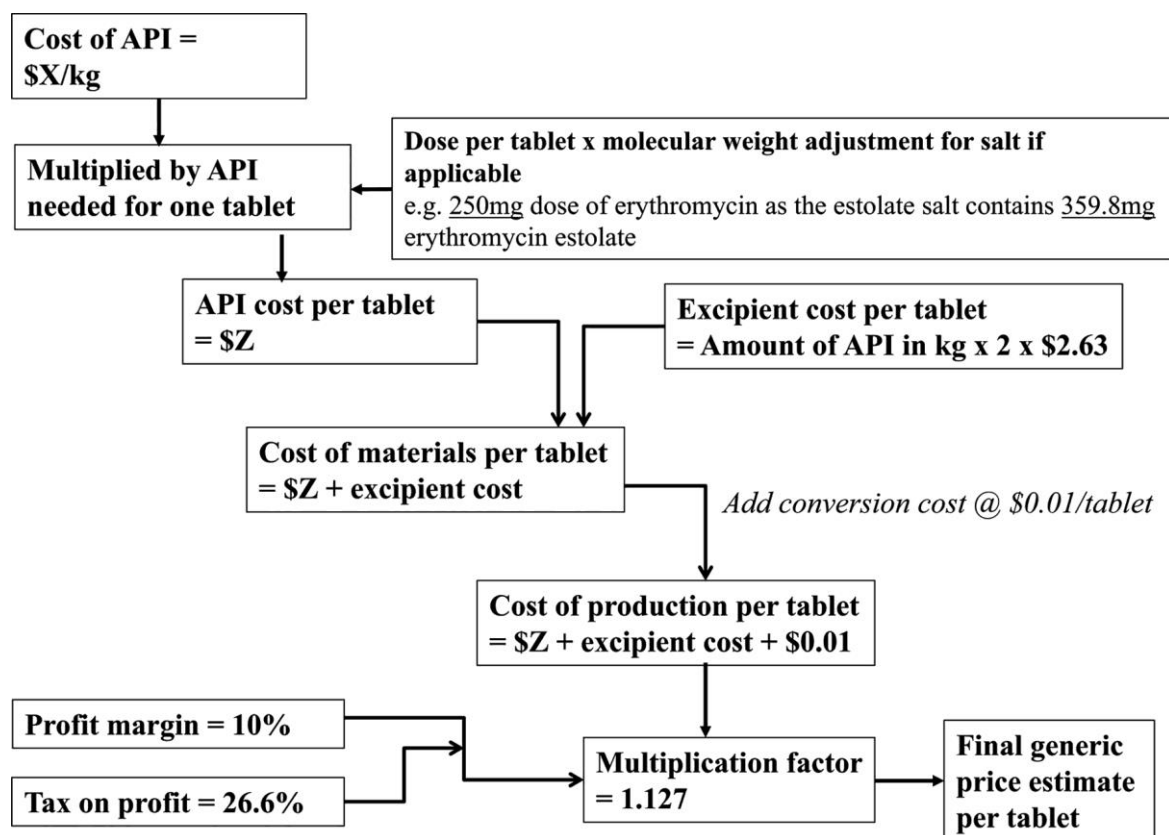 Cost of API =
$X/kg
Multiplied by API
needed for one tablet
Dose per tablet x molecular weight adjustment for salt if
applicable
e.g. 250mg dose of erythromycin as the estolate salt contains 359.8mg
erythromycin estolate
API cost per tablet
= $Z
Excipient cost per tablet
= Amount of API in kg x 2 x $2.63
Cost of materials per tablet
= $Z + excipient cost
Add conversion cost @ $0.01/tablet
Cost of production per tablet
= $Z + excipient cost + $0.01
Profit margin = 10%
Tax on profit = 26.6%
Multiplication factor
= 1.127
Final generic
price estimate
per tablet